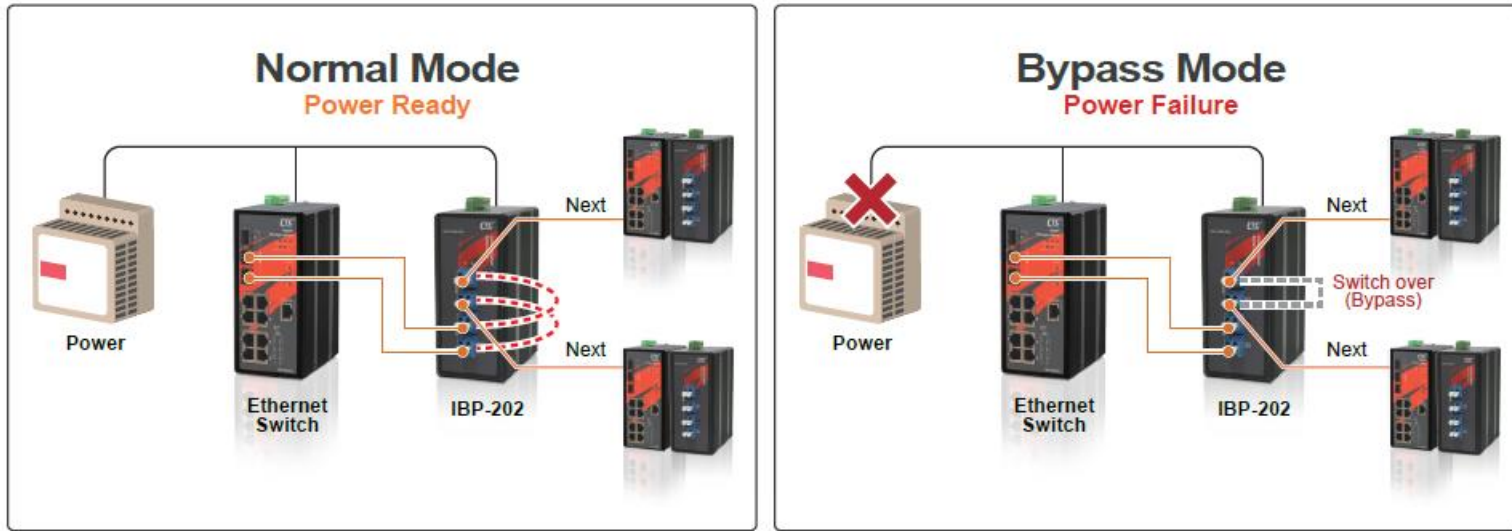 Normal Mode
Power Ready
Next
Power
Next
Ethernet
Switch
IBP-202
Bypass Mode
Power Failure
Next
Switch over
(Bypass)
Power
Next
Ethernet
Switch
IBP-202